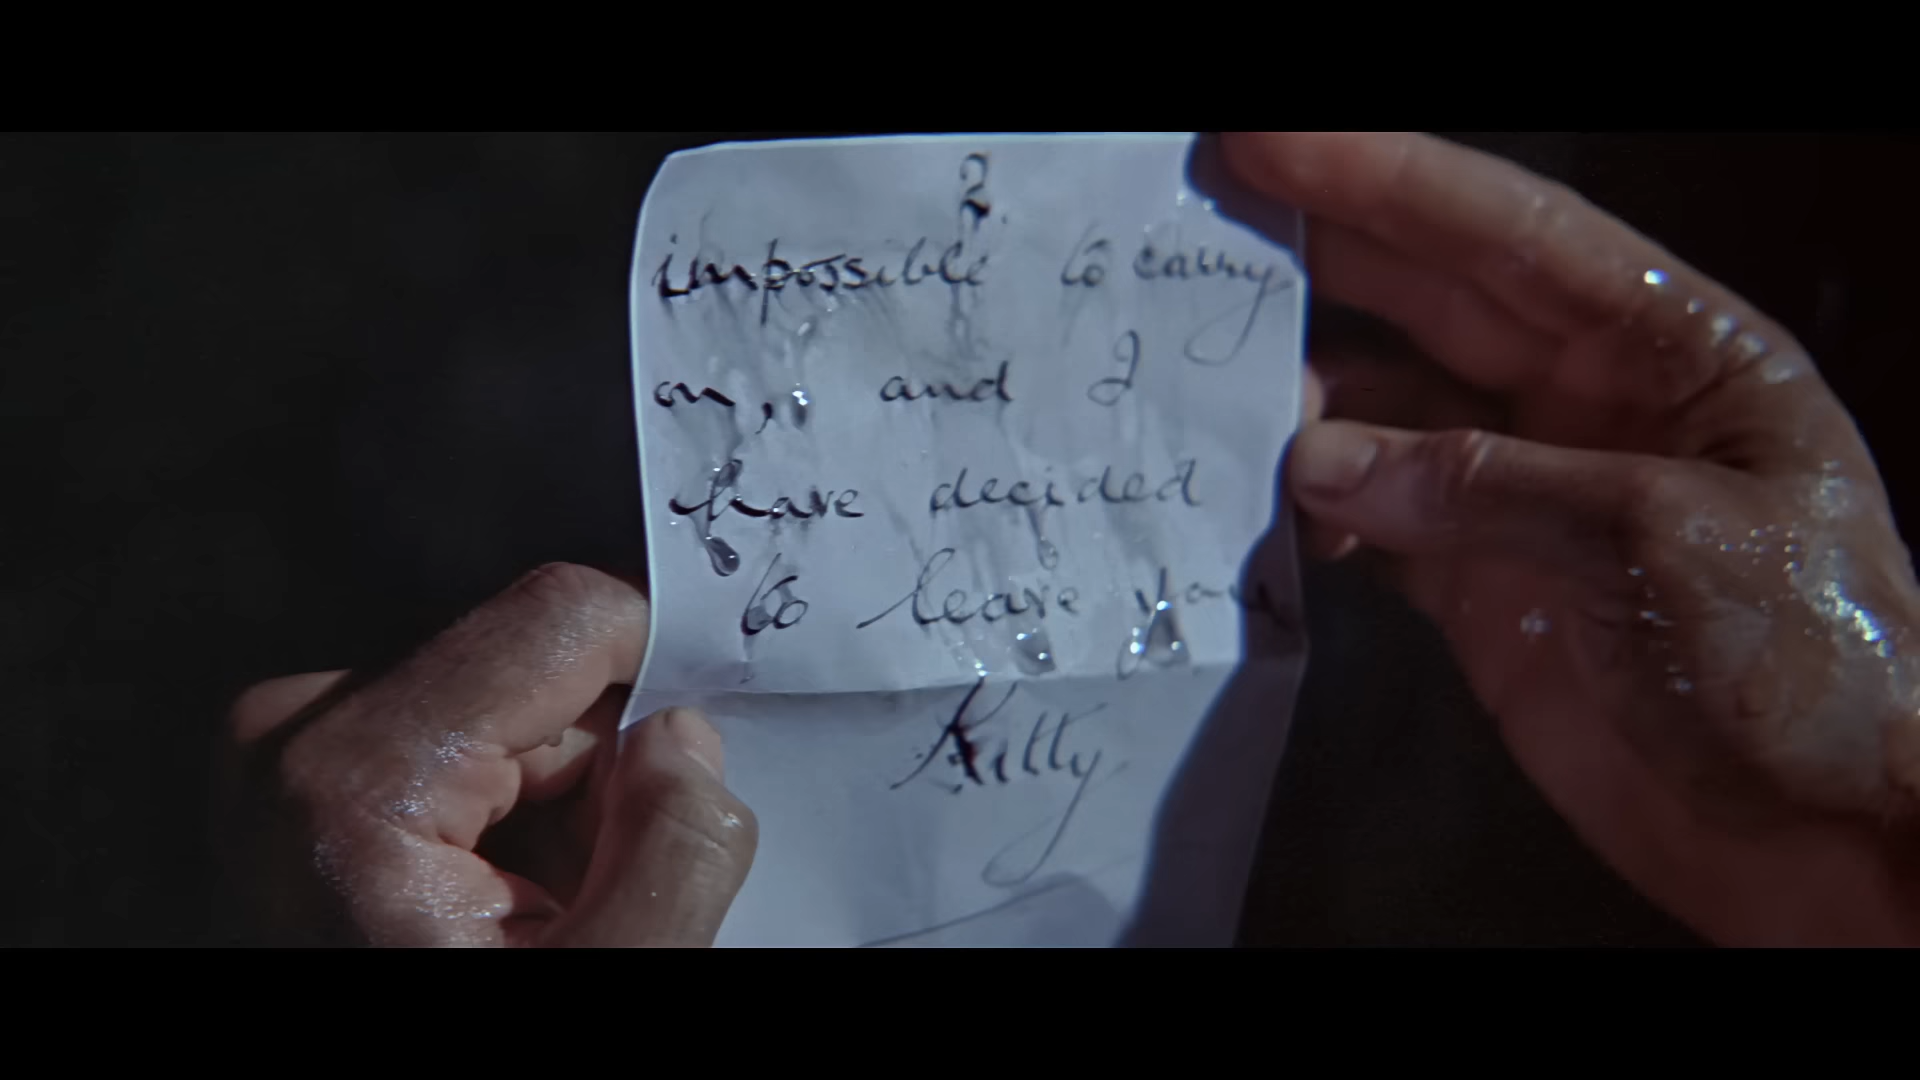 2.
impossible to carry
on, and I
have decided
to leave you
Kitty